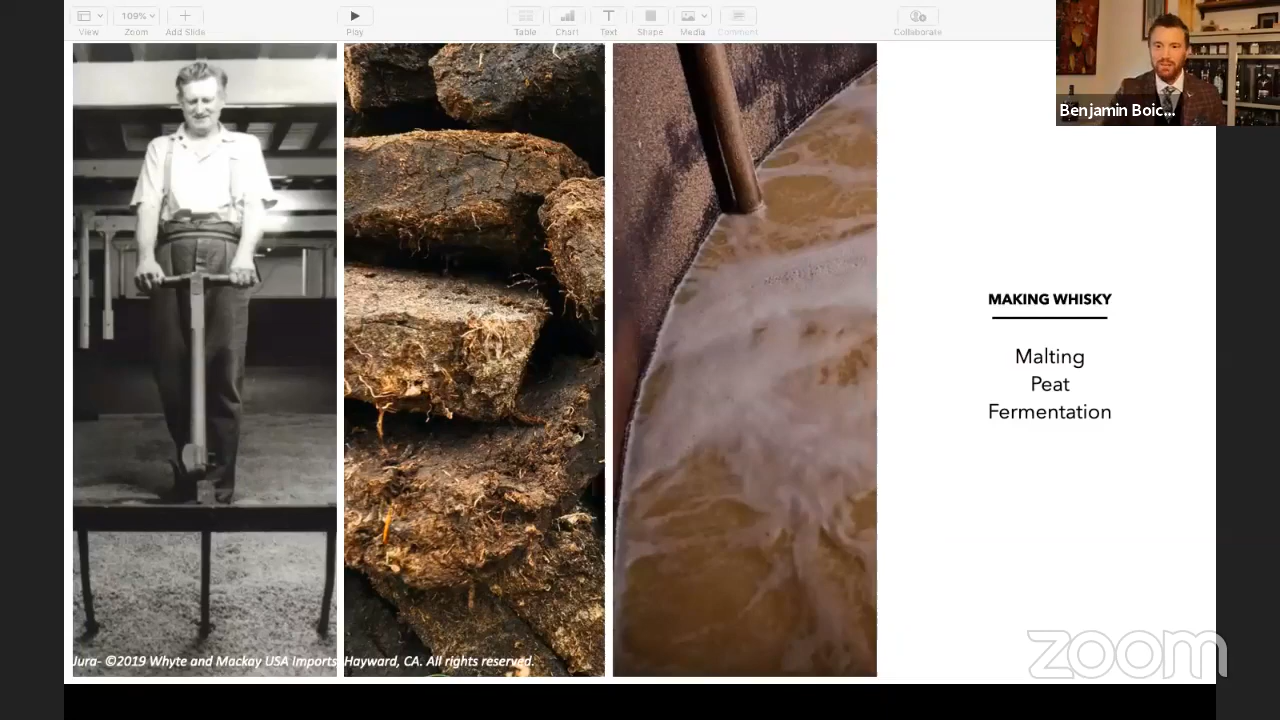 109%
View
Zoom
Add Slide
Play
Table
Chart
Text
Shape
Media
Comment
Collaborate
Benjamin Boic...
MAKING WHISKY
Malting
Peat
Fermentation
Jura- ©2019 Whyte and Mackay USA Imports Hayward, CA. All rights reserved.
zoom